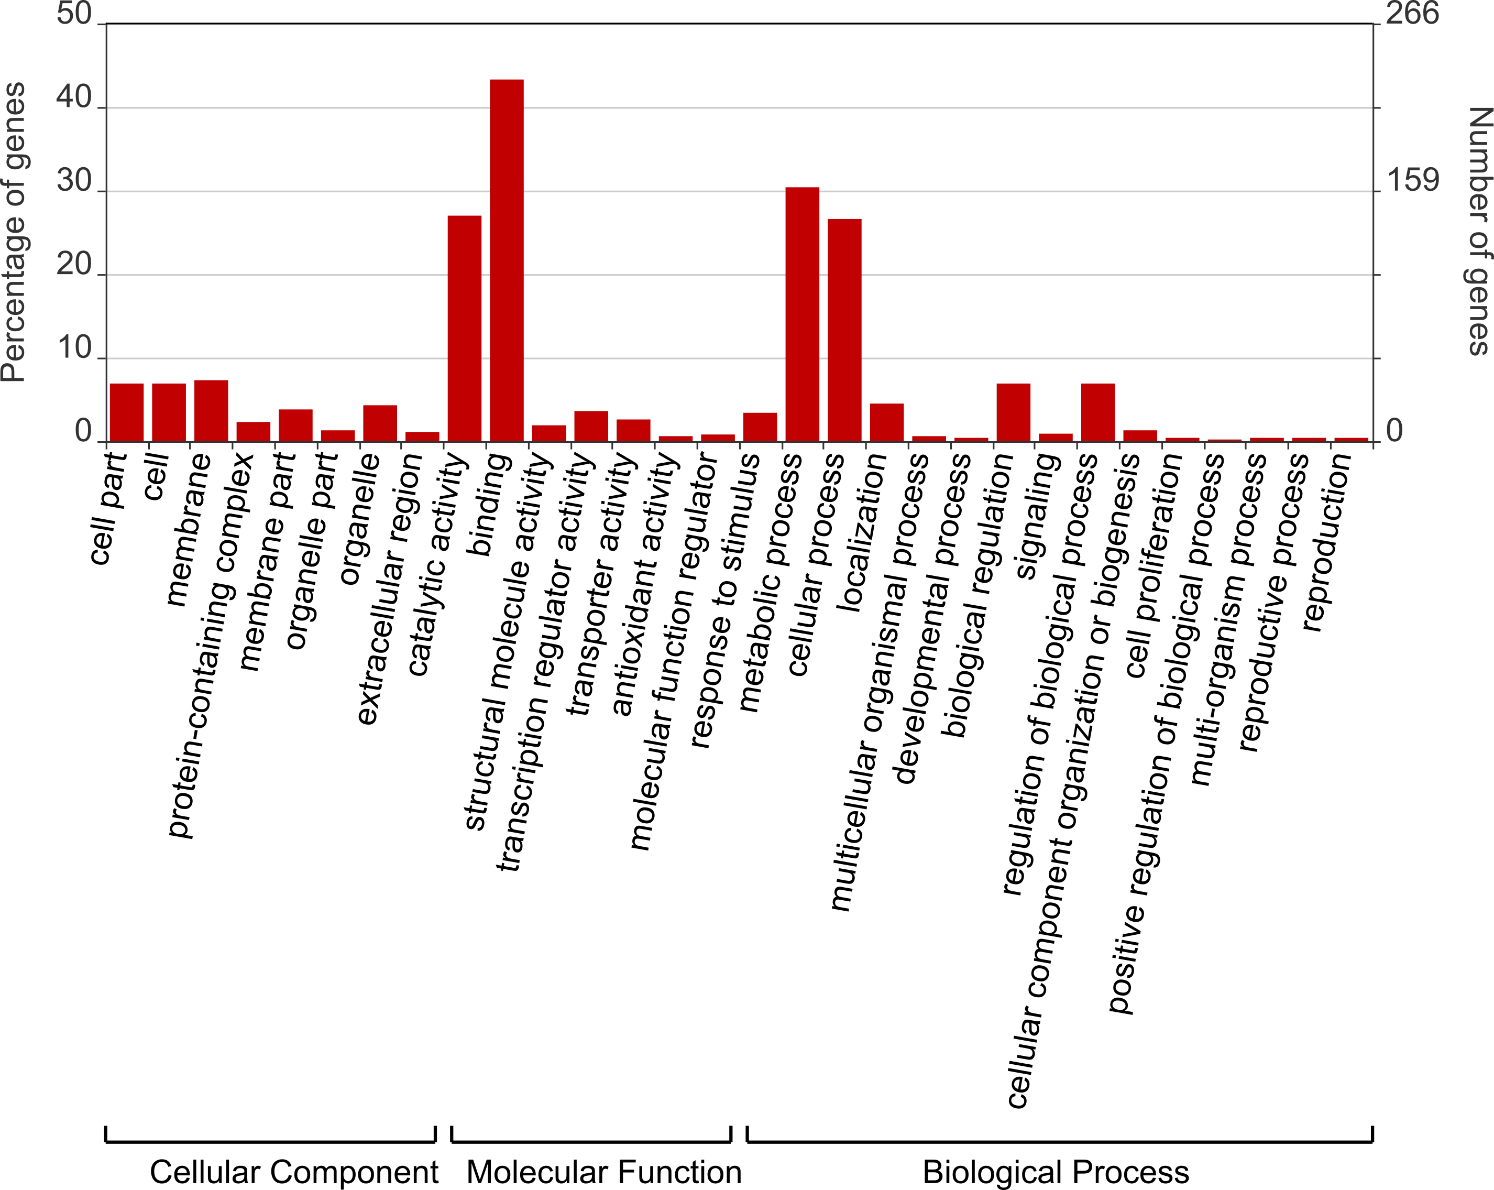 50
40
30
20
10
0
Percentage of genes
266
159
0
Number of genes
cell part
cell
membrane
protein-containing complex
membrane part
organelle part
organelle
extracellular region
catalytic activity
binding
structural molecule activity
transcription regulator activity
transporter activity
antioxidant activity
molecular function regulator
response to stimulus
metabolic process
cellular process
localization
multicellular organismal process
developmental process
biological regulation
signaling
regulation of biological process
cellular component organization or biogenesis
cell proliferation
positive regulation of biological process
multi-organism process
reproductive process
reproduction
Cellular Component
Molecular Function
Biological Process